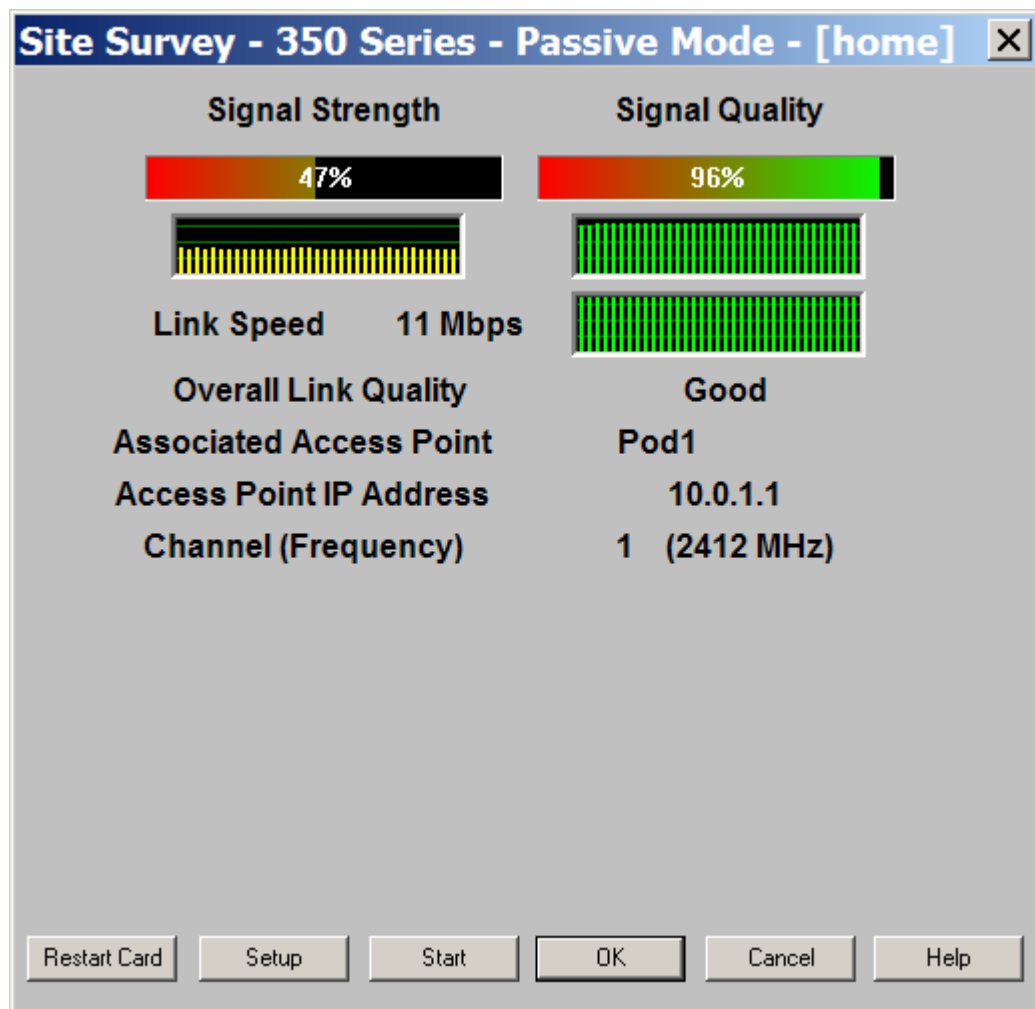 Site Survey - 350 Series - Passive Mode - [home]
Signal Strength Signal Quality
47% 96%
Link Speed 11 Mbps
Overall Link Quality Good
Associated Access Point Pod1
Access Point IP Address 10.0.1.1
Channel (Frequency) 1 (2412 MHz)
Restart Card Setup Start OK Cancel Help